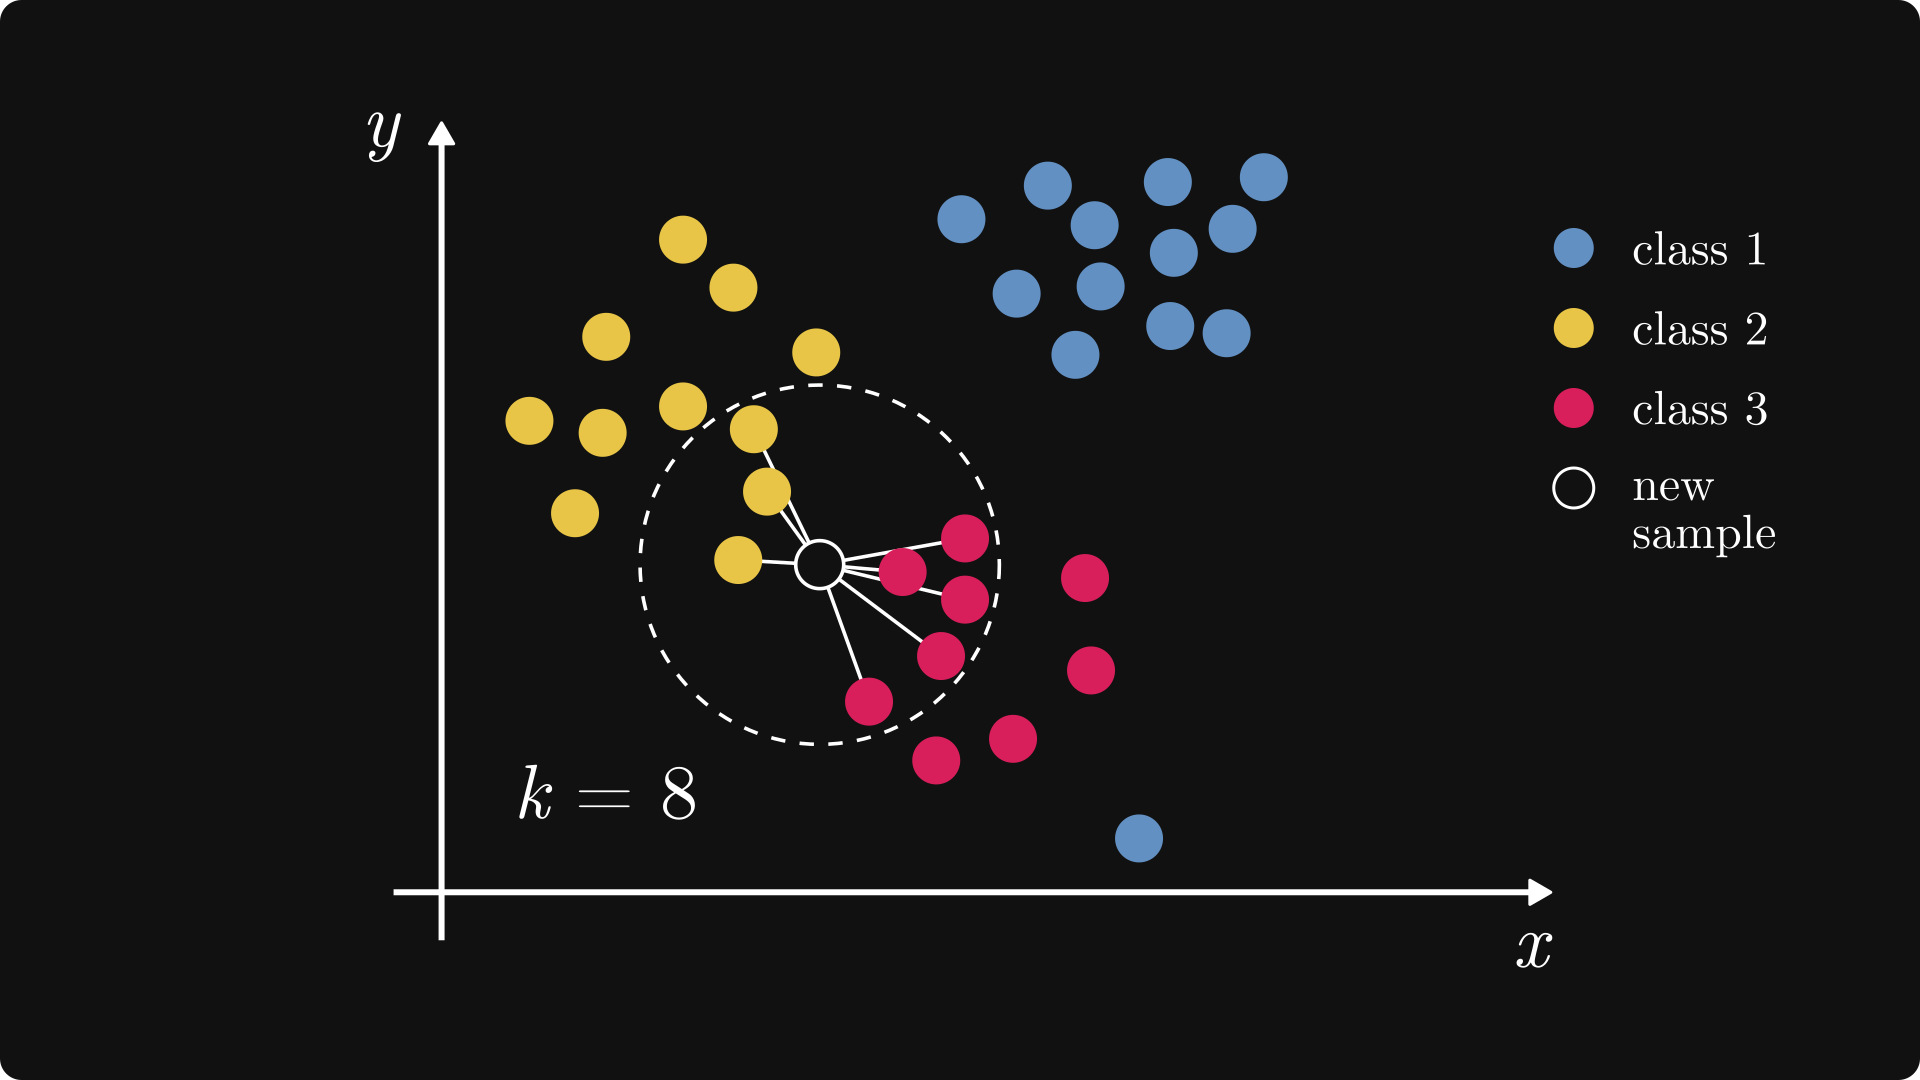 y
class 1
class 2
class 3
new
sample
k = 8
x